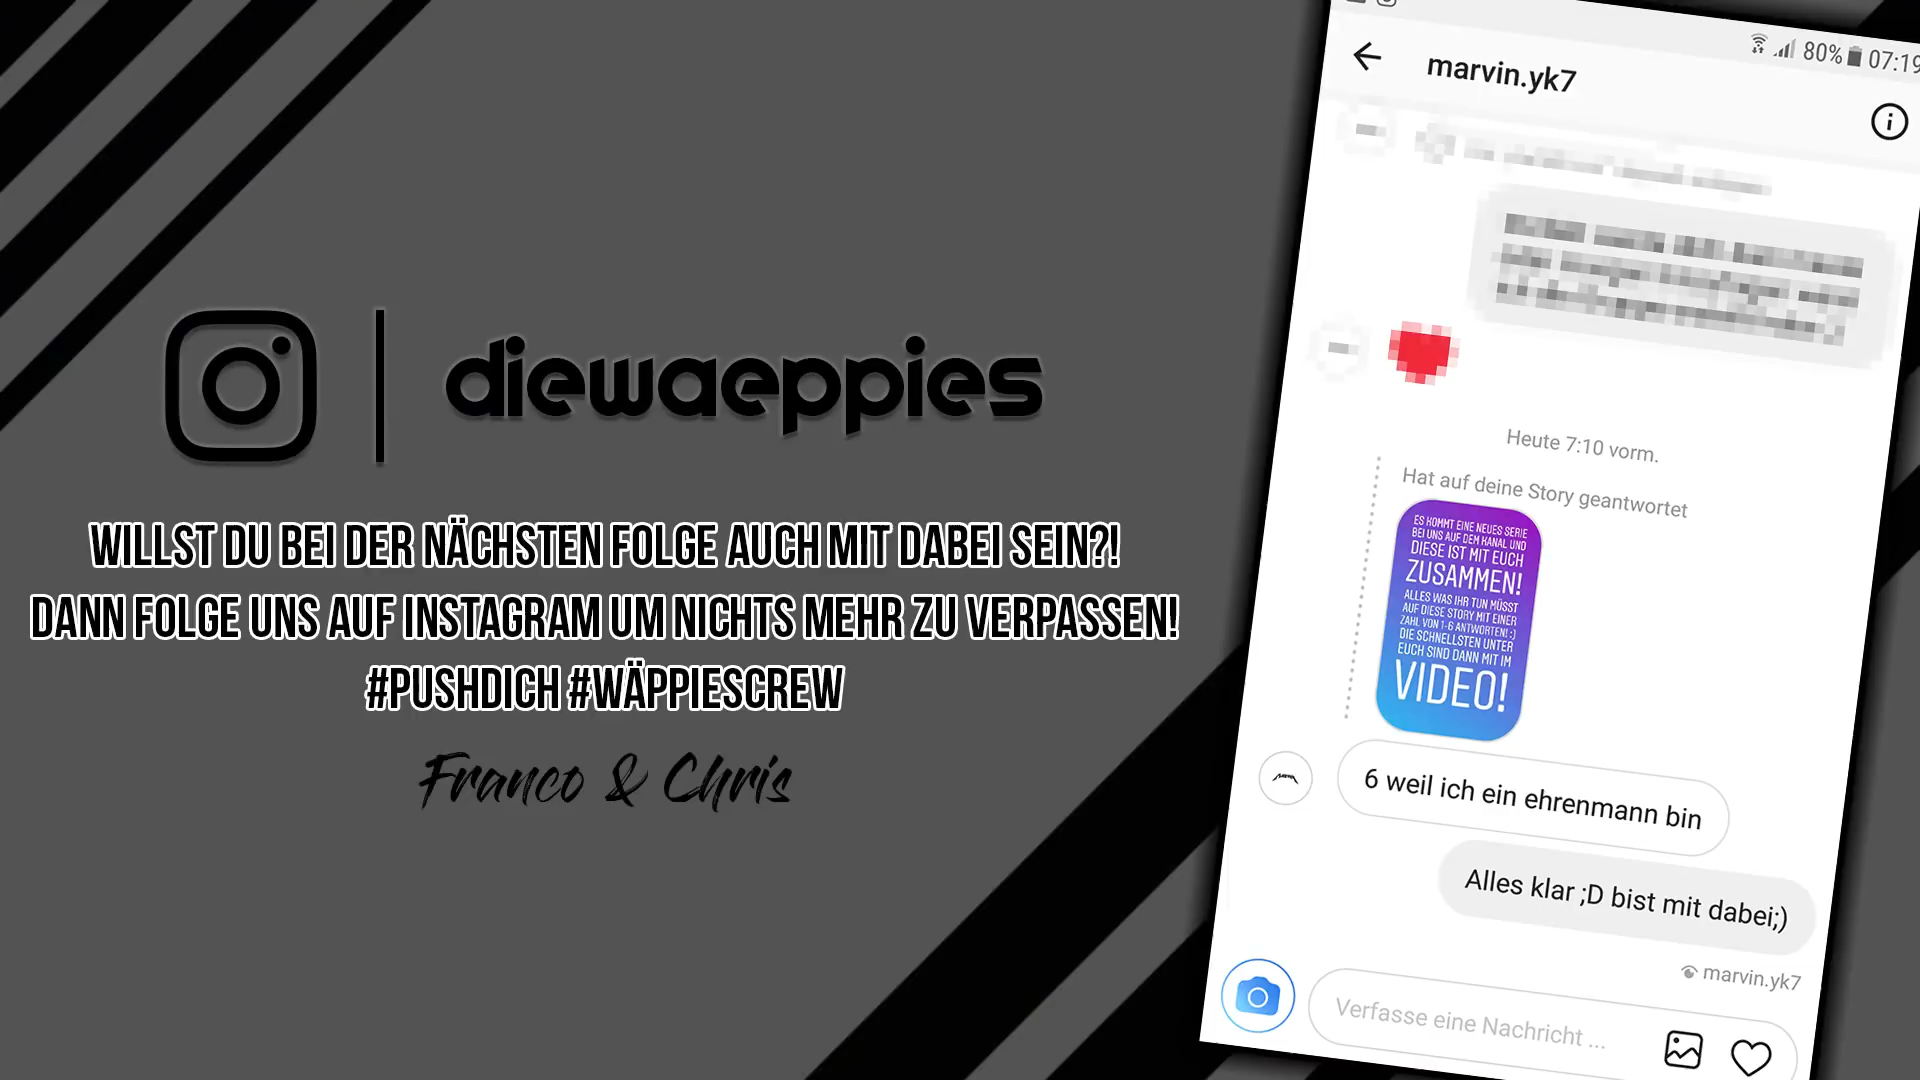 diewaeppies
WILLST DU BEI DER NÄCHSTEN FOLGE AUCH MIT DABEI SEIN?!
DANN FOLGE UNS AUF INSTAGRAM UM NICHTS MEHR ZU VERPASSEN!
#PUSHDICH #WÄPPIESCREW
Franco & Chris
80% 07:19
marvin.yk7
Heute 7:10 vorm.
Hat auf deine Story geantwortet
ES KOMMT EINE NEUES SERIE
BEI UNS AUF DEM KANAL UND
DIESE IST MIT EUCH
ZUSAMMEN!
ALLES WAS IHR TUN MÜSST
AUF DIESE STORY MIT EINER
ZAHL VON 1-6 ANTWORTEN! :)
DIE SCHNELLSTEN UNTER
EUCH SIND DANN MIT IM
VIDEO!
6 weil ich ein ehrenmann bin
Alles klar ;D bist mit dabei;)
marvin.yk7
Verfasse eine Nachricht ...